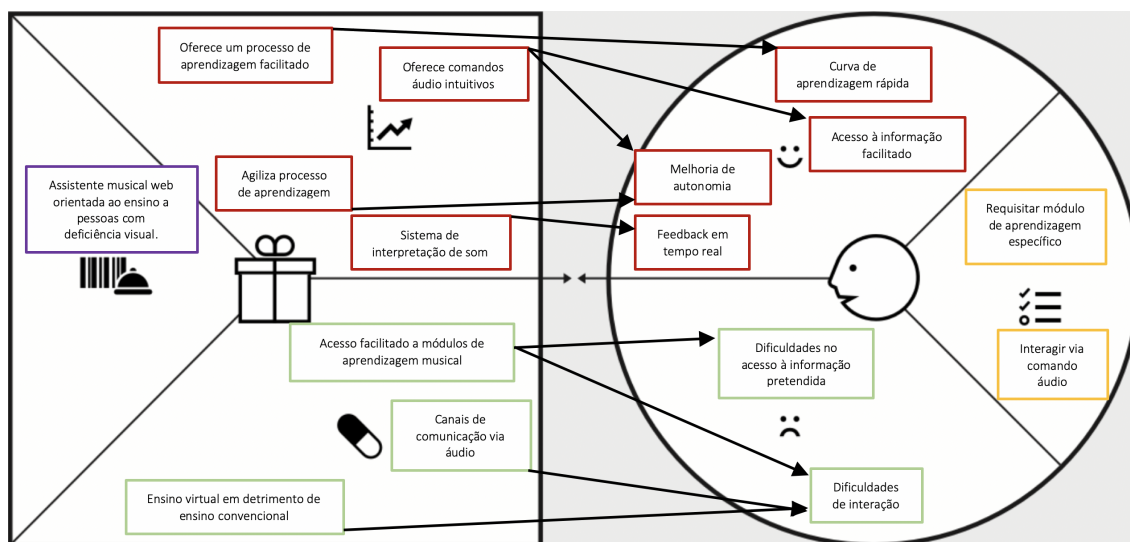 Oferece um processo de
aprendizagem facilitado
Oferece comandos
áudio intuitivos
Agiliza processo
de aprendizagem
Assistente musical web
orientada ao ensino a
pessoas com
deficiência visual.
Sistema de
interpretação de som
Acesso facilitado a módulos de
aprendizagem musical
Canais de
comunicação via
áudio
Ensino virtual em detrimento de
ensino convencional
Curva de
aprendizagem rápida
Acesso à informação
facilitado
Melhoria de
autonomia
Feedback em
tempo real
Requisitar módulo
de aprendizagem
específico
Interagir via
comando
áudio
Dificuldades no
acesso à informação
pretendida
Dificuldades
de interação